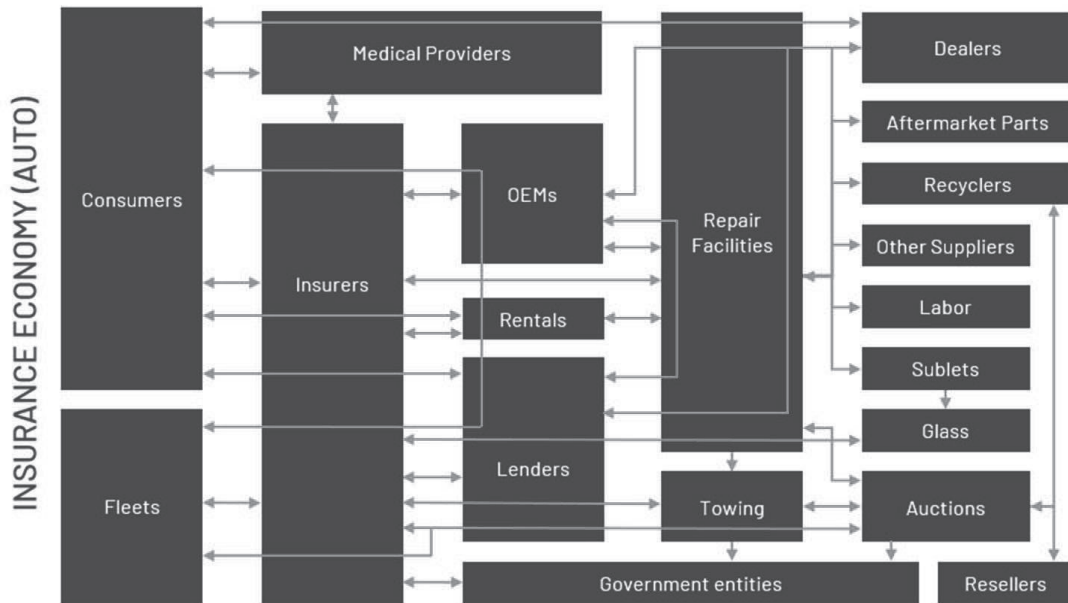 INSURANCE ECONOMY (AUTO)
Consumers
Fleets
Medical Providers
Insurers
OEMs
Rentals
Lenders
Repair
Facilities
Towing
Government entities
Dealers
Aftermarket Parts
Recyclers
Other Suppliers
Labor
Sublets
Glass
Auctions
Resellers